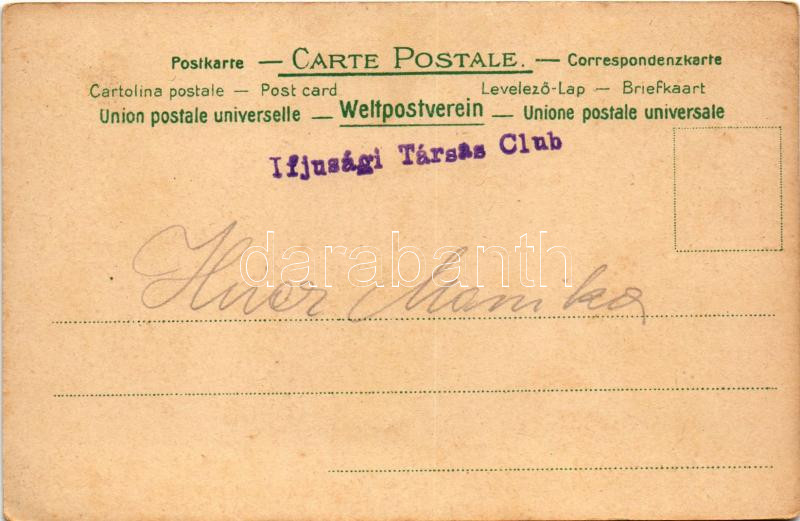 Postkarte — CARTE POSTALE. — Correspondenzkarte
Cartolina postale — Post card Levelező-Lap — Briefkaart
Union postale universelle — Weltpostverein — Unione postale universale
Ifjusági Társas Club
darabanth
Manika